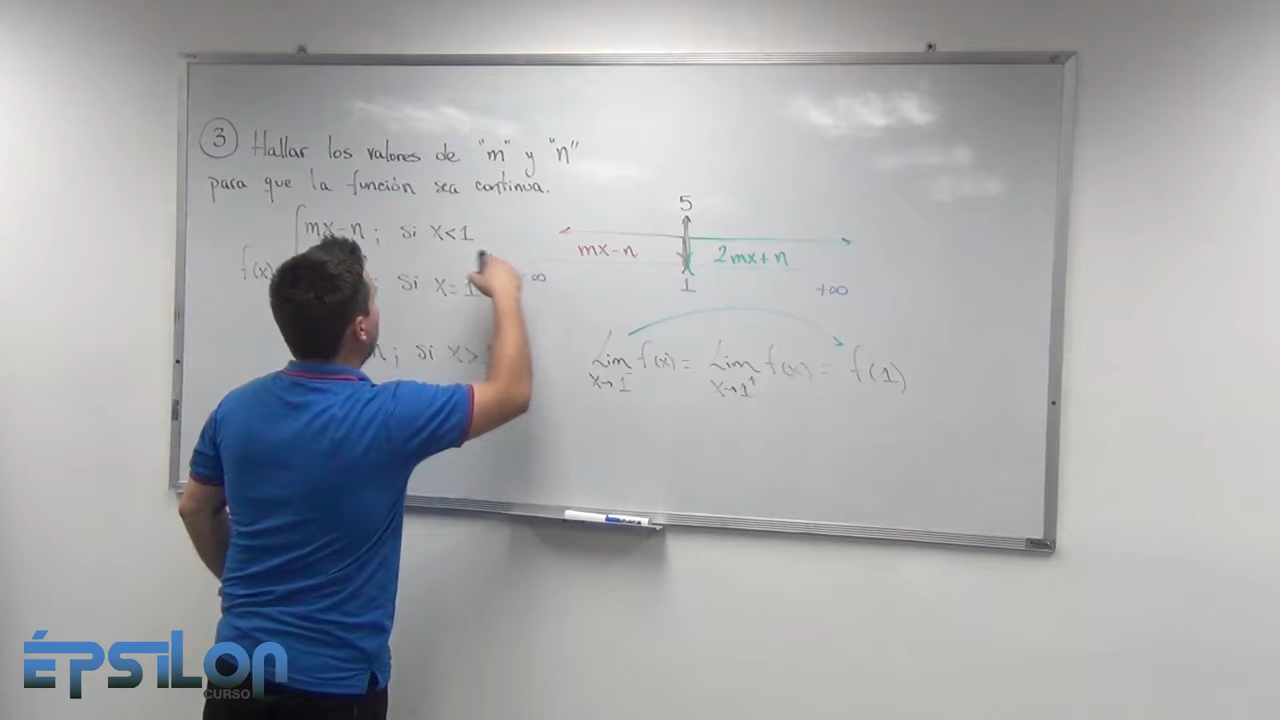 3 Hallar los valores de "m" y "n"
para que la función sea continua.
mx-n ; si x<1
f(x)
; si x=1
; si x>
5
mx-n 2mx+n
1
-∞ +∞
Lim f(x) = Lim f(x) = f(1)
x→1 x→1⁺
ÉPSILON
CURSO